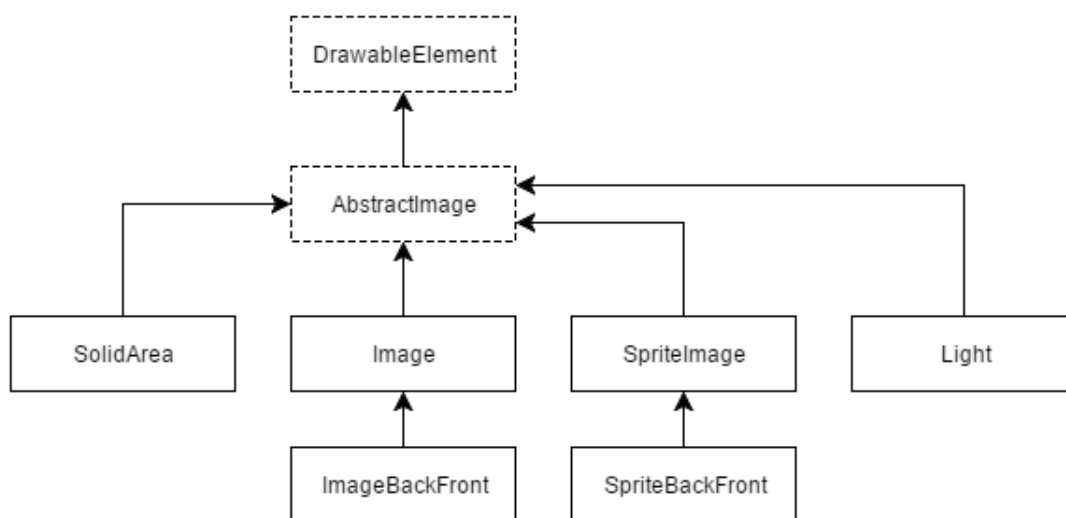 DrawableElement
AbstractImage
SolidArea
Image
SpriteImage
Light
ImageBackFront
SpriteBackFront